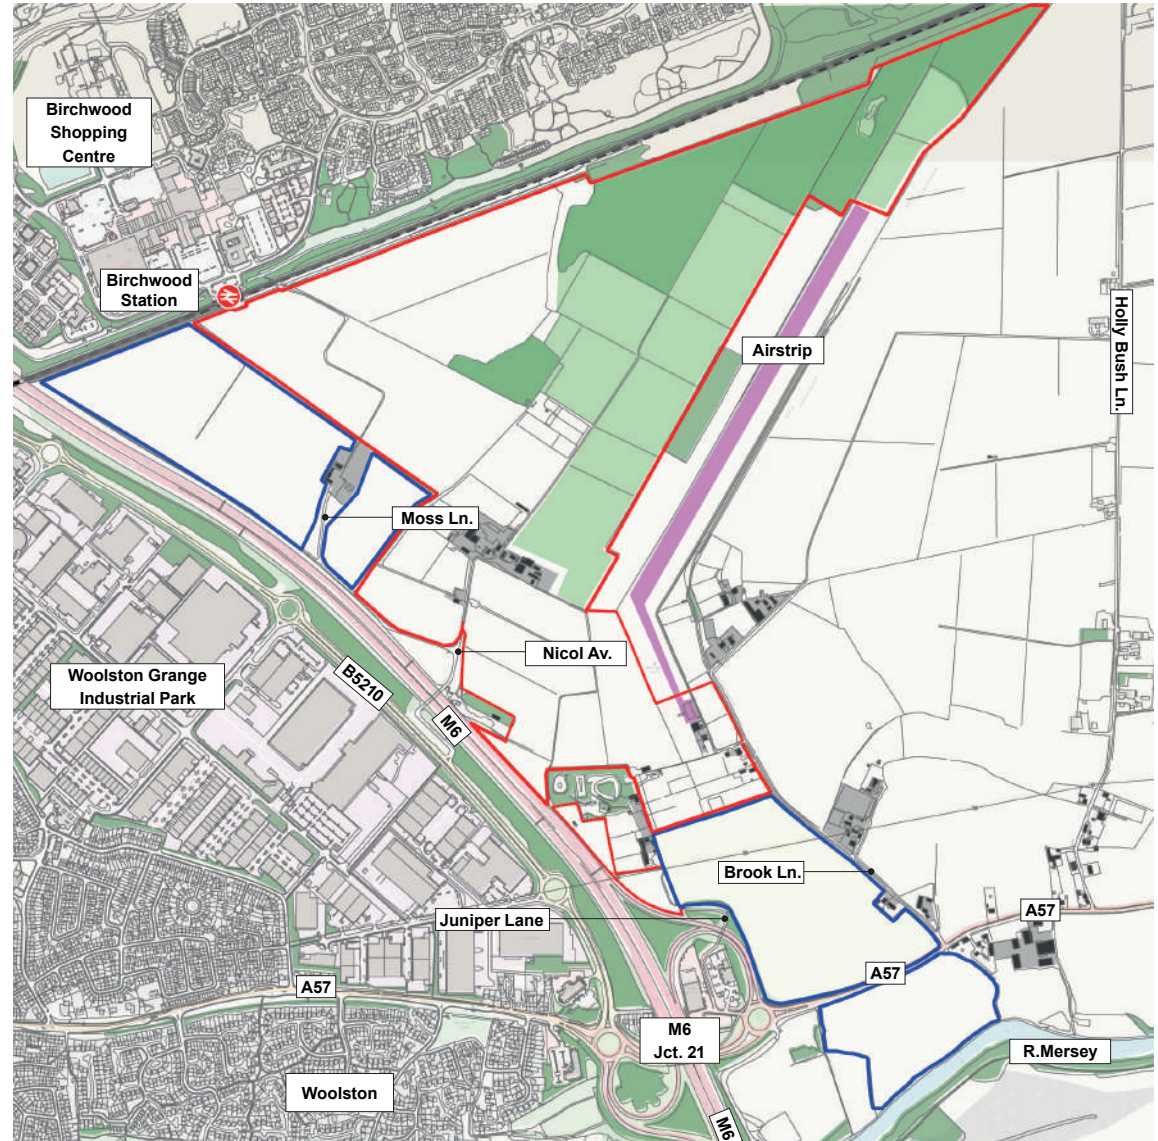 Birchwood
Shopping
Centre
Birchwood
Station
Airstrip
Holly Bush Ln.
Moss Ln.
Nicol Av.
Woolston Grange
Industrial Park
B5210
M6
Brook Ln.
Juniper Lane
A57
A57
A57
M6
Jct. 21
R.Mersey
Woolston
M6